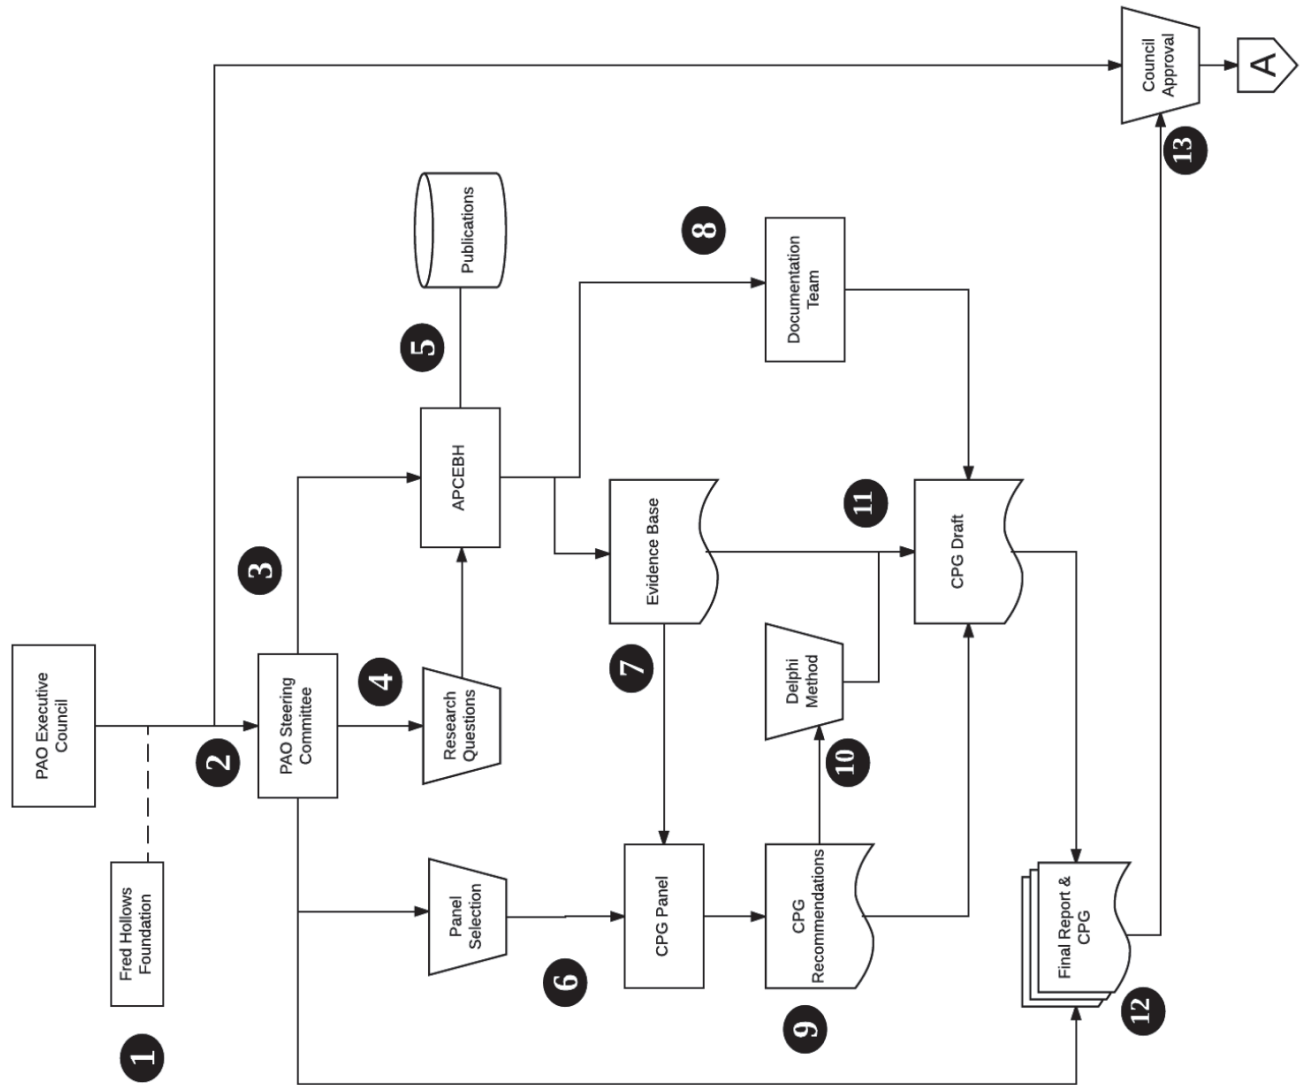 1
Fred Hollows
Foundation
PAO Executive
Council
2
PAO Steering
Committee
3
4
Research
Questions
APCEBH
5
Publications
Panel
Selection
6
CPG Panel
7
Evidence Base
8
Documentation
Team
9
CPG
Recommendations
10
Delphi
Method
11
CPG Draft
12
Final Report &
CPG
13
Council
Approval
A